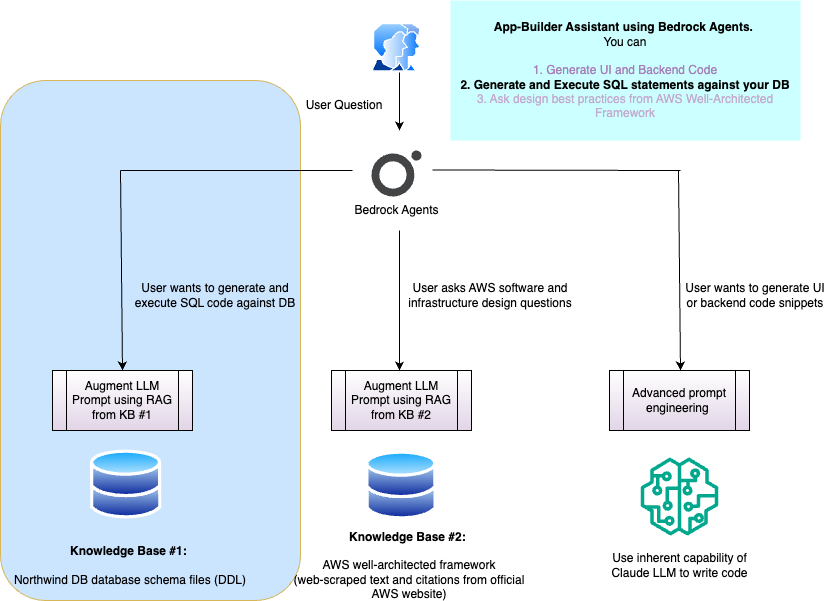 App-Builder Assistant using Bedrock Agents.
You can
1. Generate UI and Backend Code
2. Generate and Execute SQL statements against your DB
3. Ask design best practices from AWS Well-Architected
Framework
User Question
Bedrock Agents
User wants to generate and
execute SQL code against DB
User asks AWS software and
infrastructure design questions
User wants to generate UI
or backend code snippets
Augment LLM
Prompt using RAG
from KB #1
Augment LLM
Prompt using RAG
from KB #2
Advanced prompt
engineering
Knowledge Base #1:
Northwind DB database schema files (DDL)
Knowledge Base #2:
AWS well-architected framework
(web-scraped text and citations from official
AWS website)
Use inherent capability of
Claude LLM to write code